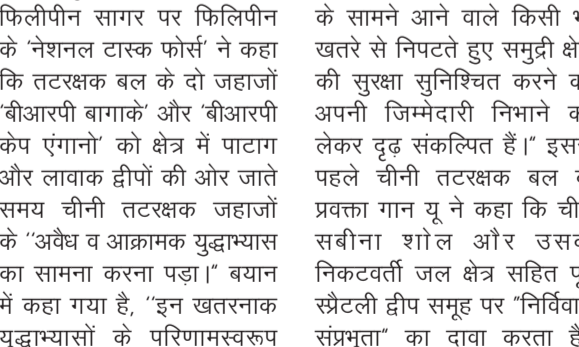 फिलीपीन सागर पर फिलिपीन
के ‘नेशनल टास्क फोर्स’ ने कहा
कि तटरक्षक बल के दो जहाजों
‘बीआरपी बागाके’ और ‘बीआरपी
केप एंगानो’ को क्षेत्र में पाटाग
और लावाक द्वीपों की ओर जाते
समय चीनी तटरक्षक जहाजों
के ‘‘अवैध व आक्रामक युद्धाभ्यास
का सामना करना पड़ा।“ बयान
में कहा गया है, ‘‘इन खतरनाक
युद्धाभ्यासों के परिणामस्वरूप
के सामने आने वाले किसी
खतरे से निपटते हुए समुद्री
की सुरक्षा सुनिश्चित करने
अपनी जिम्मेदारी निभाने
लेकर दृढ़ संकल्पित हैं।“
पहले चीनी तटरक्षक बल
प्रवक्ता गान यू ने कहा कि
सबीना शोल और
निकटवर्ती जल क्षेत्र सहित
स्प्रैटली द्वीप समूह पर
संप्रभुता“ का दावा करता